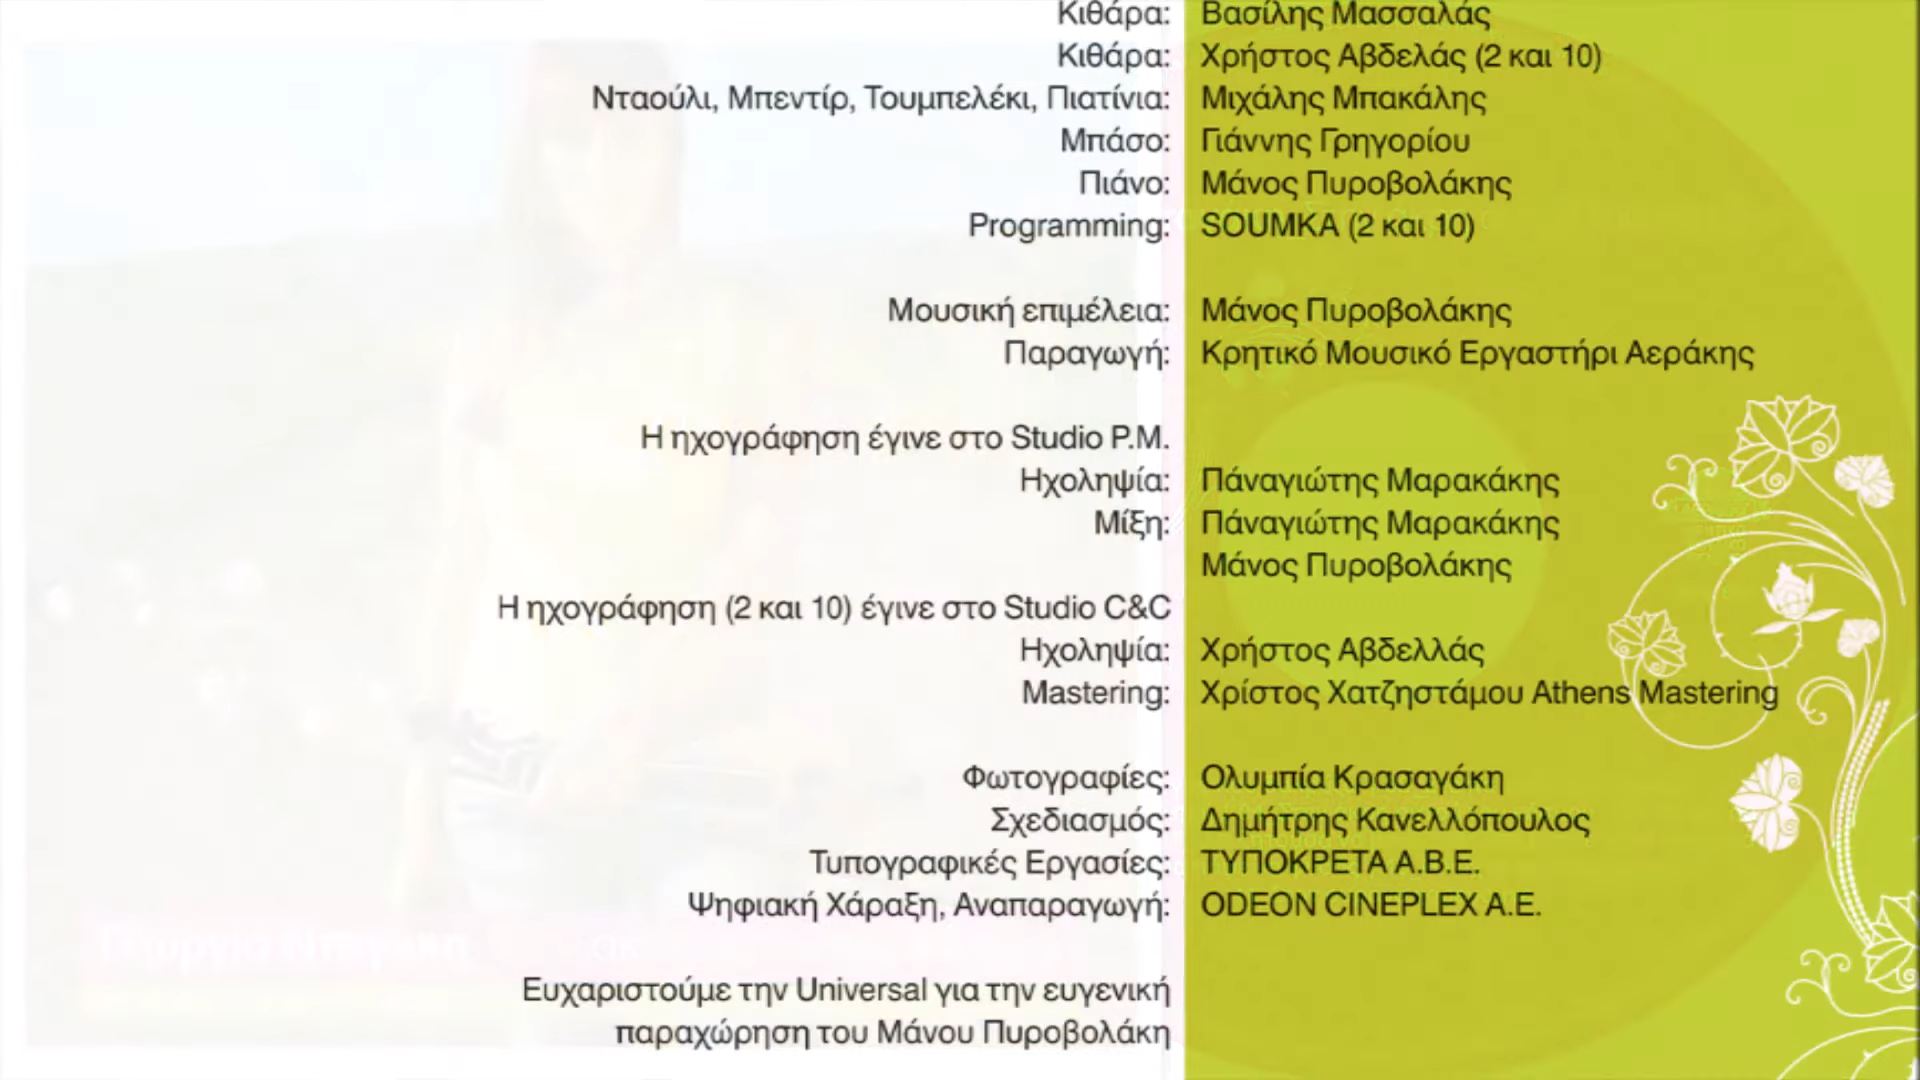 Κιθάρα: Βασίλης Μασσαλάς
Κιθάρα: Χρήστος Αβδελάς (2 και 10)
Νταούλι, Μπεντίρ, Τουμπελέκι, Πιατίνια: Μιχάλης Μπακάλης
Μπάσο: Γιάννης Γρηγορίου
Πιάνο: Μάνος Πυροβολάκης
Programming: SOUMKA (2 και 10)
Μουσική επιμέλεια: Μάνος Πυροβολάκης
Παραγωγή: Κρητικό Μουσικό Εργαστήρι Αεράκης
Η ηχογράφηση έγινε στο Studio P.M.
Ηχοληψία: Πάναγιώτης Μαρακάκης
Μίξη: Πάναγιώτης Μαρακάκης
Μάνος Πυροβολάκης
Η ηχογράφηση (2 και 10) έγινε στο Studio C&C
Ηχοληψία: Χρήστος Αβδελλάς
Mastering: Χρίστος Χατζηστάμου Athens Mastering
Φωτογραφίες: Ολυμπία Κρασαγάκη
Σχεδιασμός: Δημήτρης Κανελλόπουλος
Τυπογραφικές Εργασίες: ΤΥΠΟΚΡΕΤΑ Α.Β.Ε.
Ψηφιακή Χάραξη, Αναπαραγωγή: ODEON CINEPLEX A.E.
Ευχαριστούμε την Universal για την ευγενική
παραχώρηση του Μάνου Πυροβολάκη